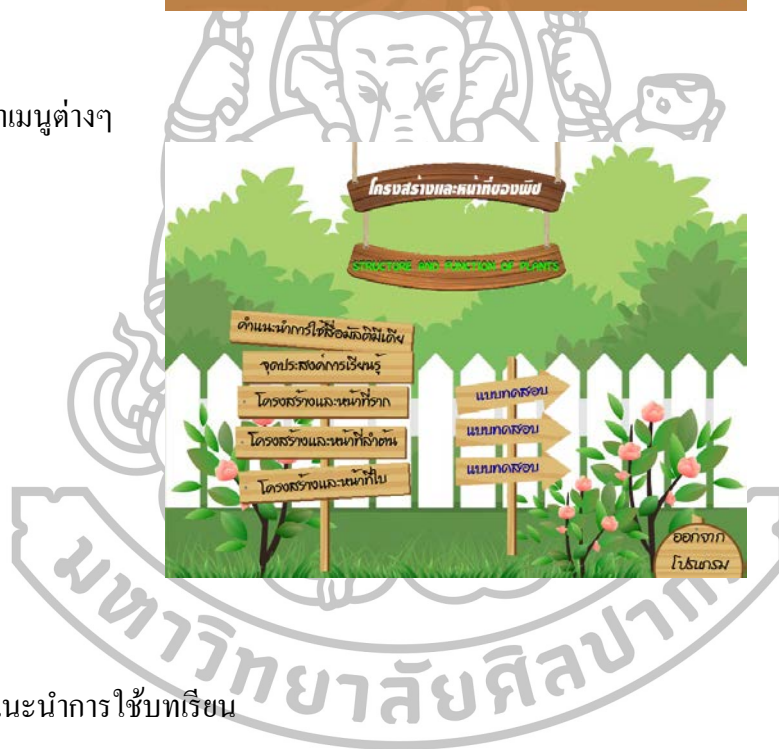 าเมนูต่างๆ
โครงสร้างและหน้าที่ของพืช
STRUCTURE AND FUNCTION OF PLANTS
คำแนะนำการใช้สื่อมัลติมีเดีย
จุดประสงค์การเรียนรู้
โครงสร้างและหน้าที่ราก
แบบทดสอบ
โครงสร้างและหน้าที่ลำต้น
แบบทดสอบ
โครงสร้างและหน้าที่ใบ
แบบทดสอบ
ออกจาก
โปรแกรม
มหาวิทยาลัยศิลปากร
นะนำการใช้บทเรียน